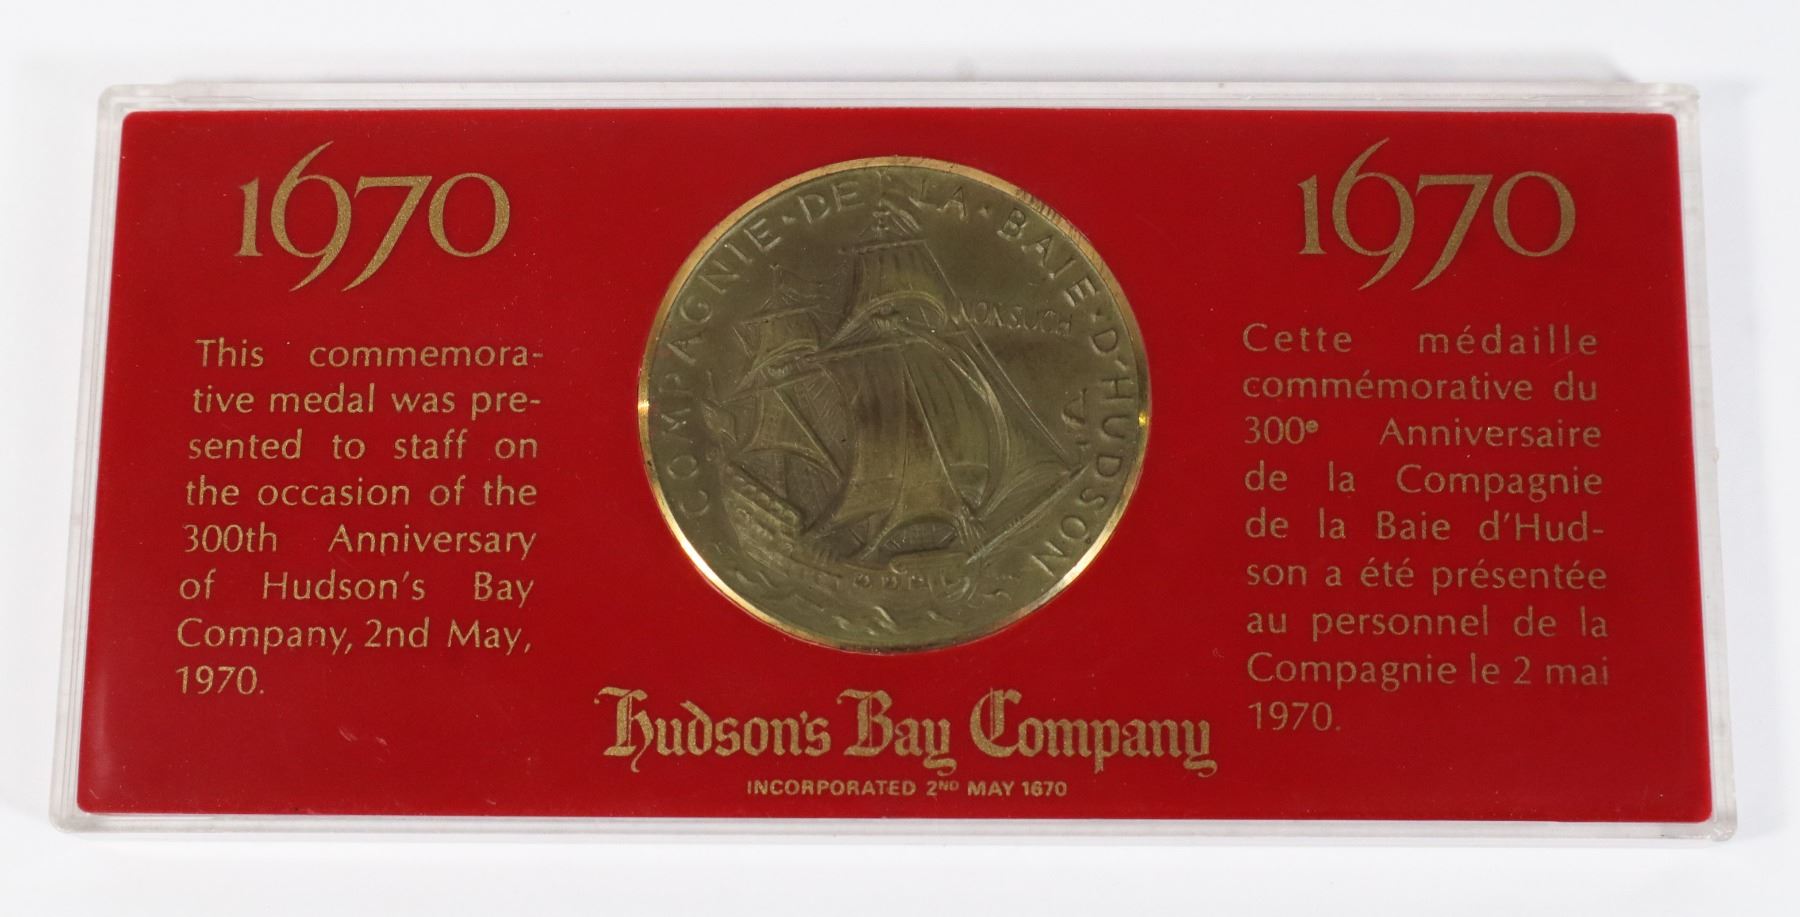 1670
This commemora-
tive medal was pre-
sented to staff on
the occasion of the
300th Anniversary
of Hudson's Bay
Company, 2nd May,
1970.
COMPAGNIE·DE LA·BAIE·D'HUDSON
NONSUCH
Hudson's Bay Company
INCORPORATED 2ND MAY 1670
1670
Cette médaille
commémorative du
300e Anniversaire
de la Compagnie
de la Baie d'Hud-
son a été présentée
au personnel de la
Compagnie le 2 mai
1970.